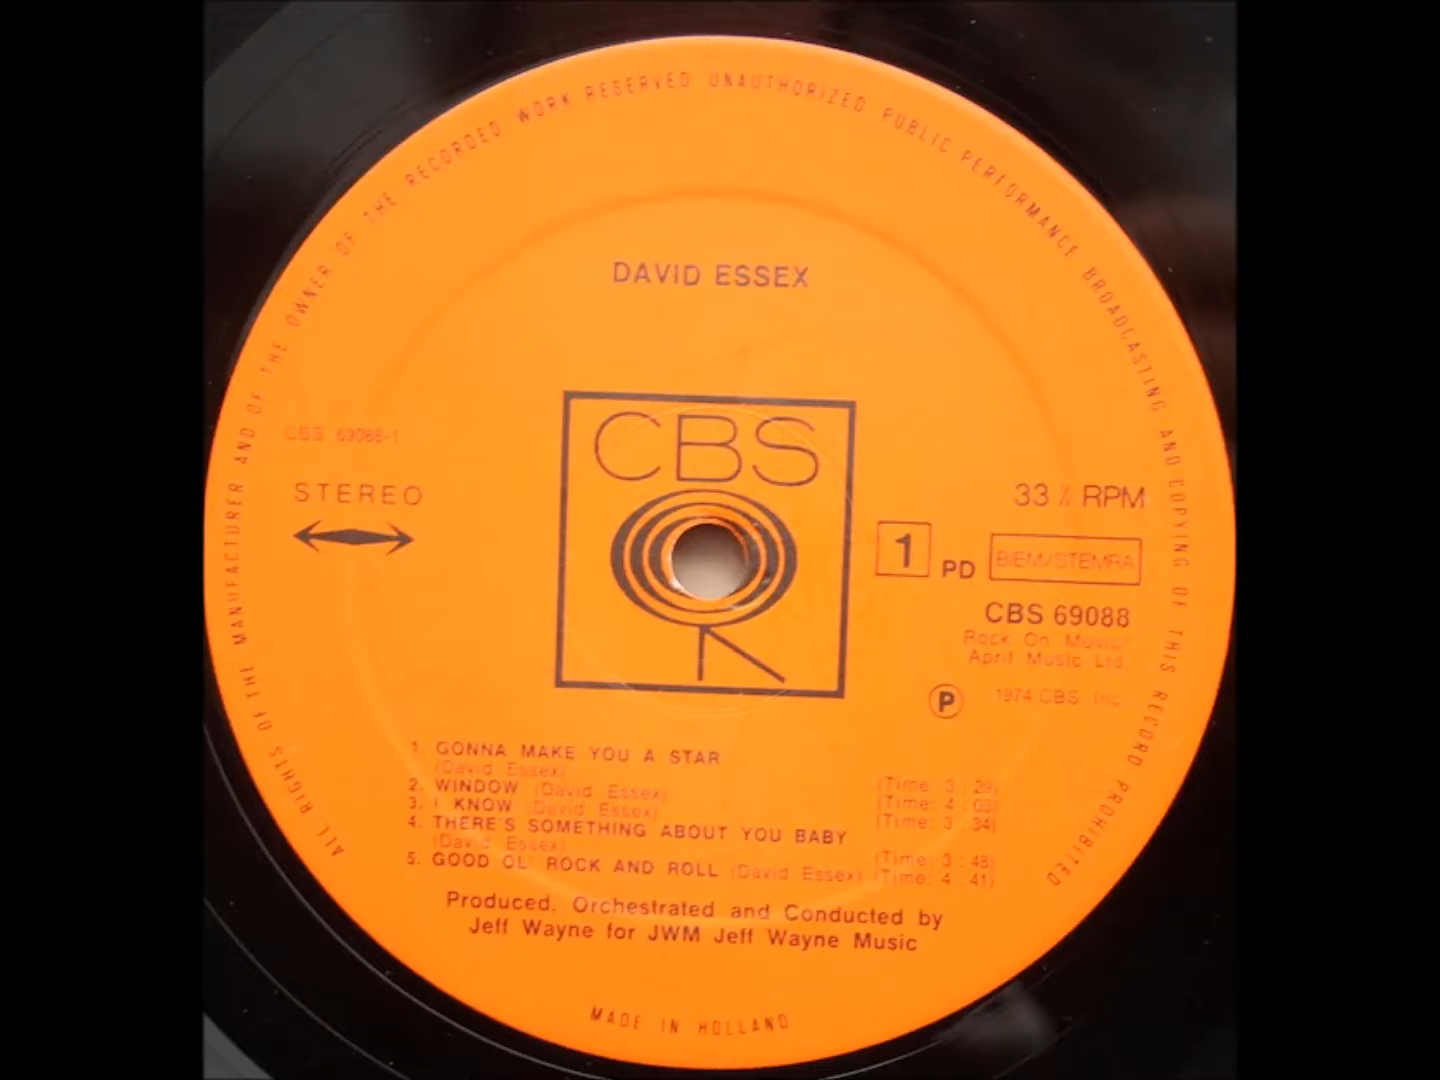 ALL RIGHTS OF THE MANUFACTURER AND OF THE OWNER OF THE RECORDED WORK RESERVED UNAUTHORIZED PUBLIC PERFORMANCE BROADCASTING AND COPYING OF THIS RECORD PROHIBITED
DAVID ESSEX
CBS
CBS 69088-1
STEREO
33 ⅓ RPM
1 PD BIEM/STEMRA
CBS 69088
Rock On Music/
April Music Ltd.
Ⓟ 1974 CBS, Inc.
1. GONNA MAKE YOU A STAR
(David Essex) (Time: 3 : 29)
2. WINDOW (David Essex) (Time: 4 : 03)
3. I KNOW (David Essex) (Time: 3 : 34)
4. THERE'S SOMETHING ABOUT YOU BABY
(David Essex) (Time: 3 : 48)
5. GOOD OL' ROCK AND ROLL (David Essex) (Time: 4 : 41)
Produced, Orchestrated and Conducted by
Jeff Wayne for JWM Jeff Wayne Music
MADE IN HOLLAND